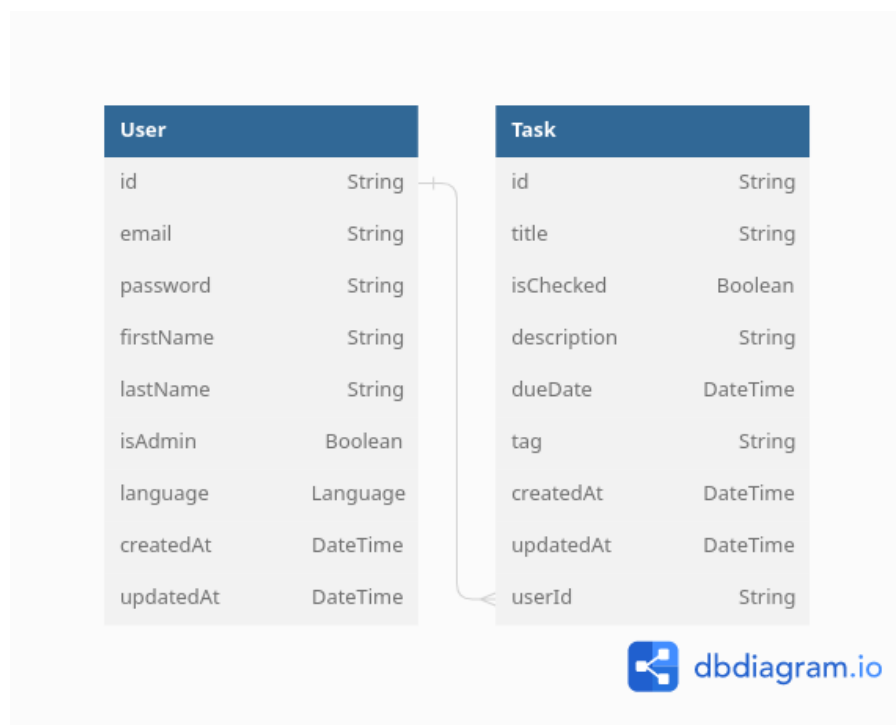 User
id String
email String
password String
firstName String
lastName String
isAdmin Boolean
language Language
createdAt DateTime
updatedAt DateTime
Task
id String
title String
isChecked Boolean
description String
dueDate DateTime
tag String
createdAt DateTime
updatedAt DateTime
userId String
dbdiagram.io